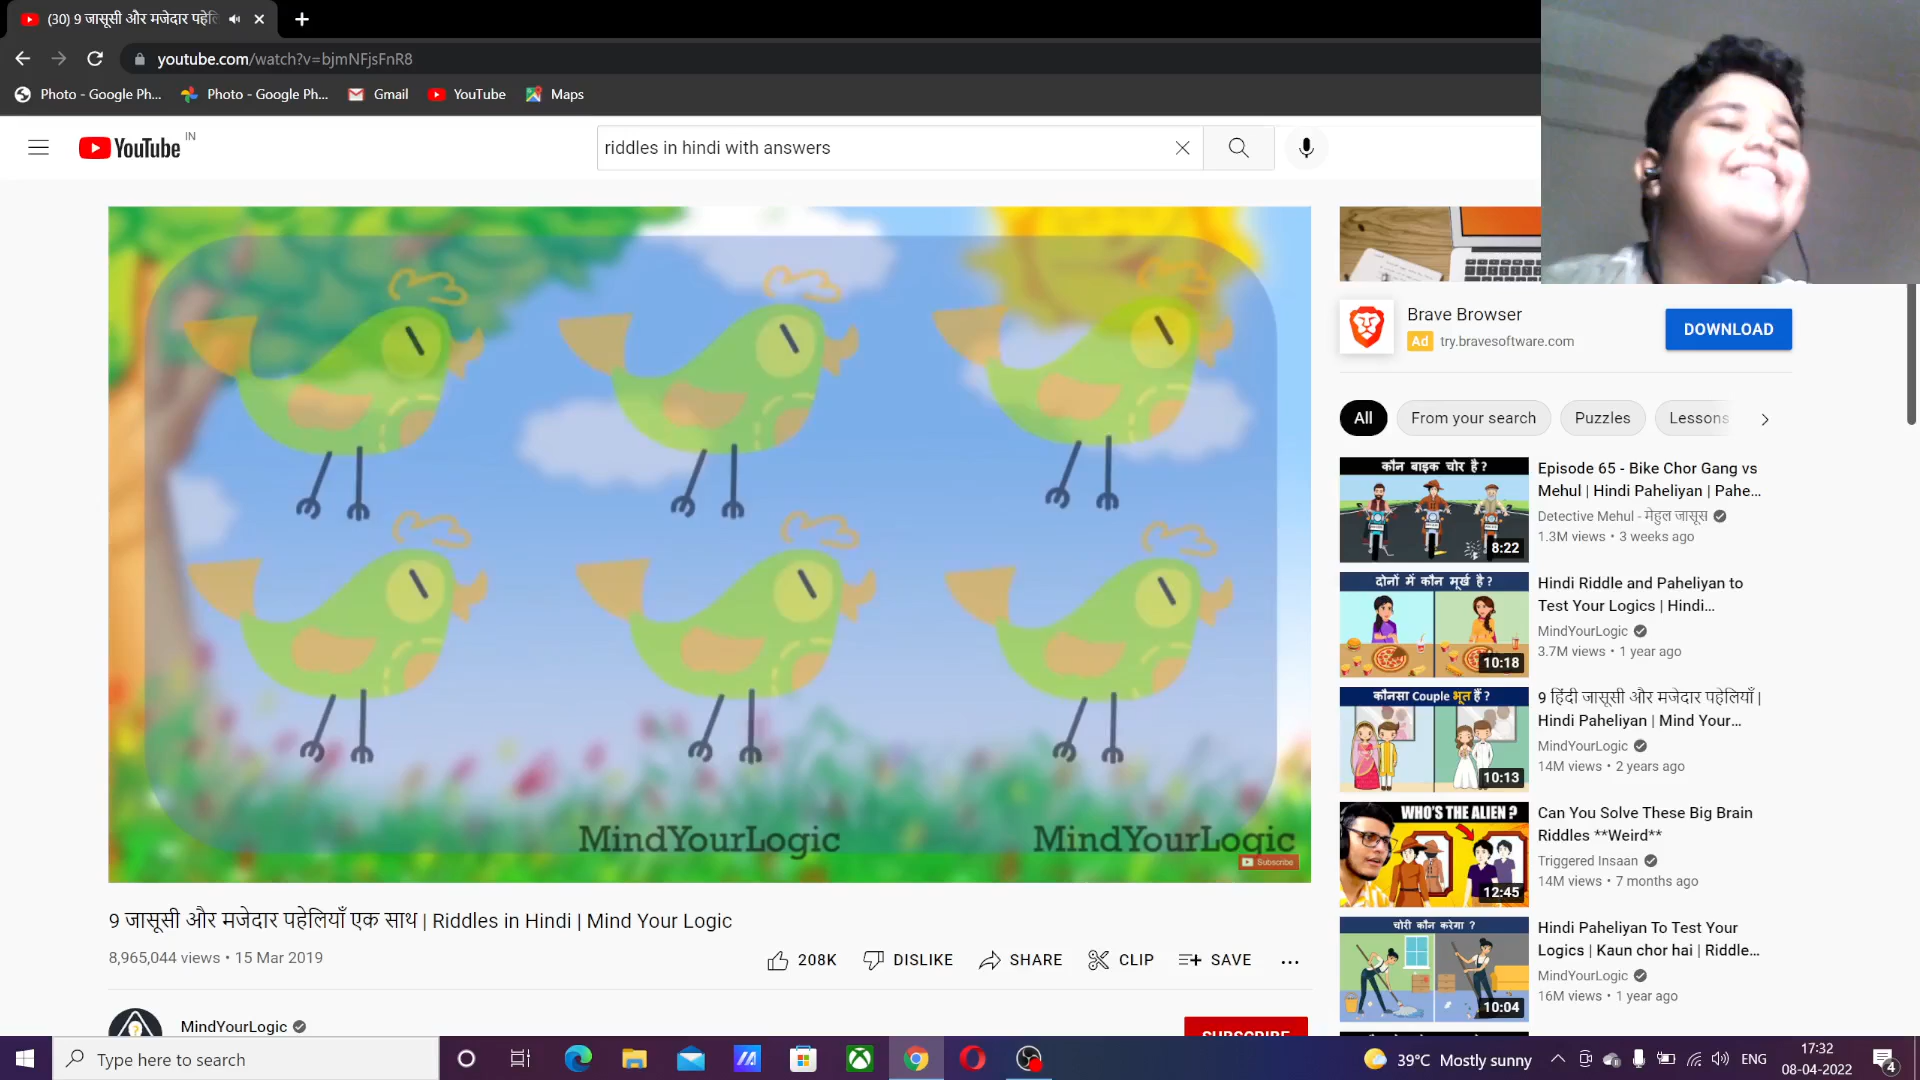 (30) 9 जासूसी और मजेदार पहेलि
youtube.com/watch?v=bjmNFjsFnR8
Photo - Google Ph...
Photo - Google Ph...
Gmail
YouTube
Maps
YouTube
IN
riddles in hindi with answers
MindYourLogic
MindYourLogic
Subscribe
9 जासूसी और मजेदार पहेलियाँ एक साथ | Riddles in Hindi | Mind Your Logic
8,965,044 views • 15 Mar 2019
208K
DISLIKE
SHARE
CLIP
SAVE
MindYourLogic
SUBSCRIBE
Brave Browser
Ad try.bravesoftware.com
DOWNLOAD
All
From your search
Puzzles
Lessons
कौन बाइक चोर है ?
8:22
Episode 65 - Bike Chor Gang vs
Mehul | Hindi Paheliyan | Pahe...
Detective Mehul - मेहुल जासूस
1.3M views • 3 weeks ago
दोनों में कौन मूर्ख है ?
10:18
Hindi Riddle and Paheliyan to
Test Your Logics | Hindi...
MindYourLogic
3.7M views • 1 year ago
कौनसा Couple भूत हैं ?
10:13
9 हिंदी जासूसी और मजेदार पहेलियाँ |
Hindi Paheliyan | Mind Your...
MindYourLogic
14M views • 2 years ago
WHO'S THE ALIEN ?
12:45
Can You Solve These Big Brain
Riddles **Weird**
Triggered Insaan
14M views • 7 months ago
चोरी कौन करेगा ?
10:04
Hindi Paheliyan To Test Your
Logics | Kaun chor hai | Riddle...
MindYourLogic
16M views • 1 year ago
Type here to search
39°C Mostly sunny
ENG
17:32
08-04-2022
4